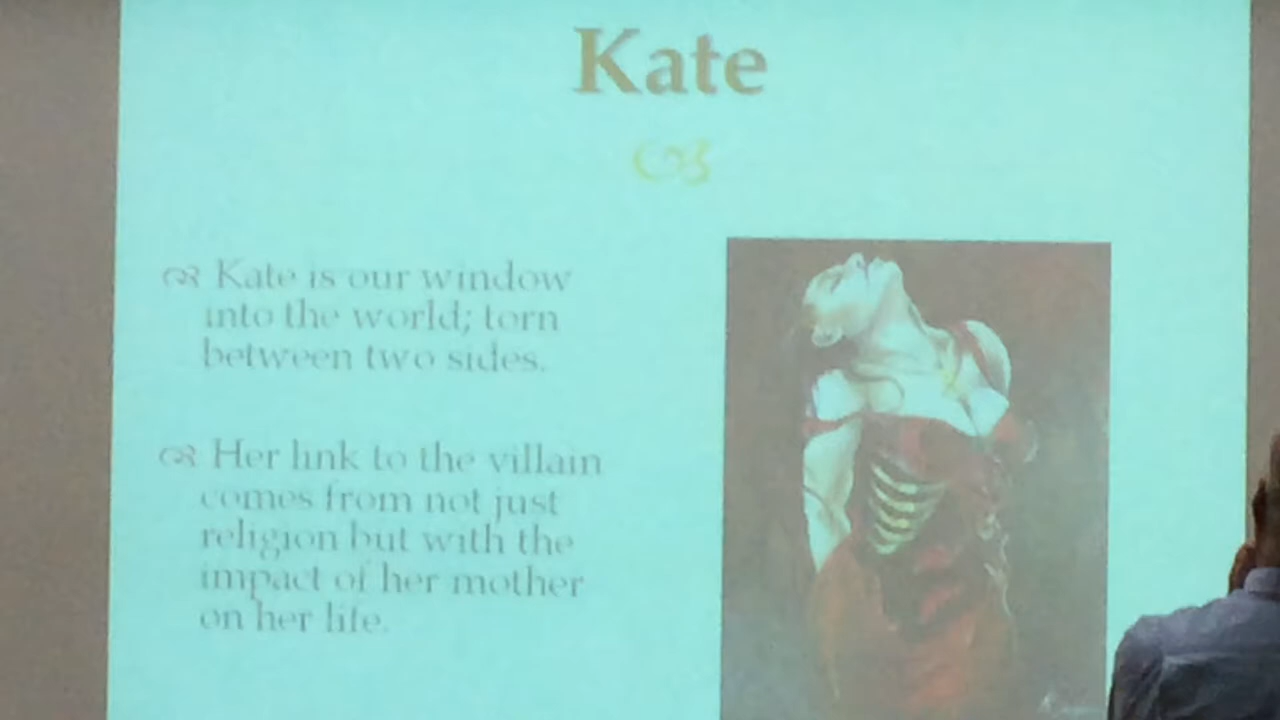 Kate
Kate is our window
into the world; torn
between two sides.
Her link to the villain
comes from not just
religion but with the
impact of her mother
on her life.